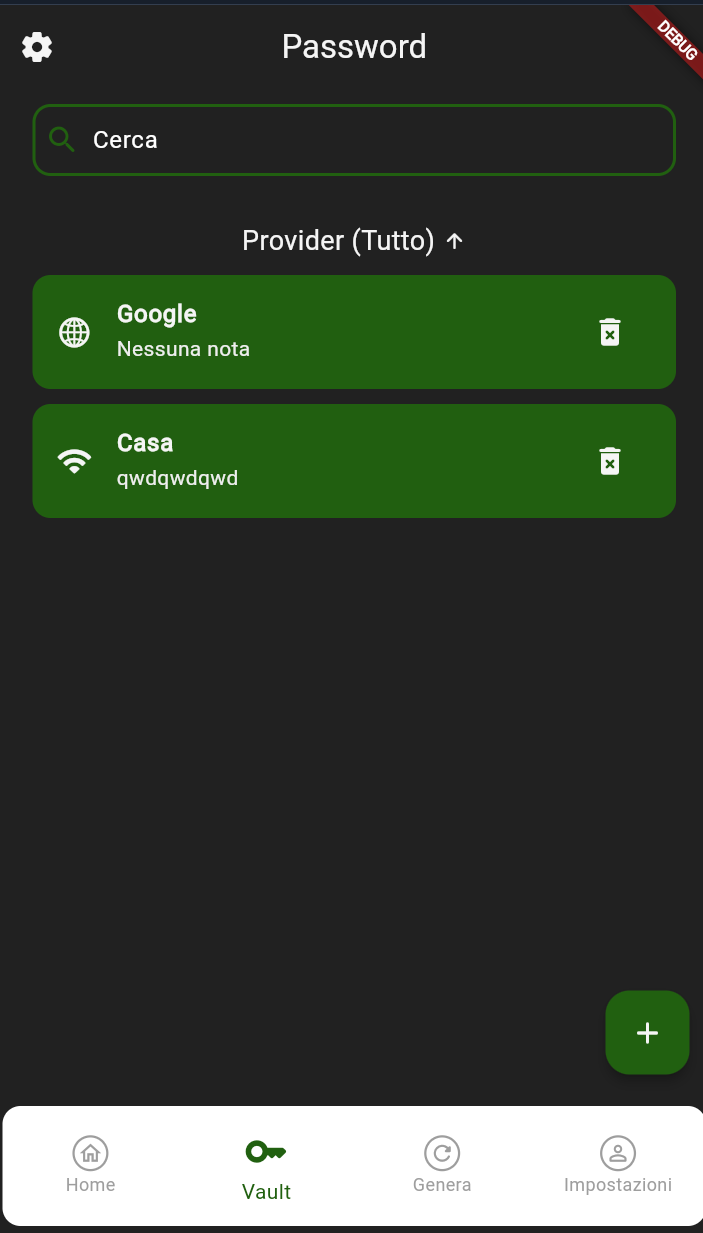 DEBUG
Password
Cerca
Provider (Tutto)
Google
Nessuna nota
Casa
qwdqwdqwd
Home
Vault
Genera
Impostazioni